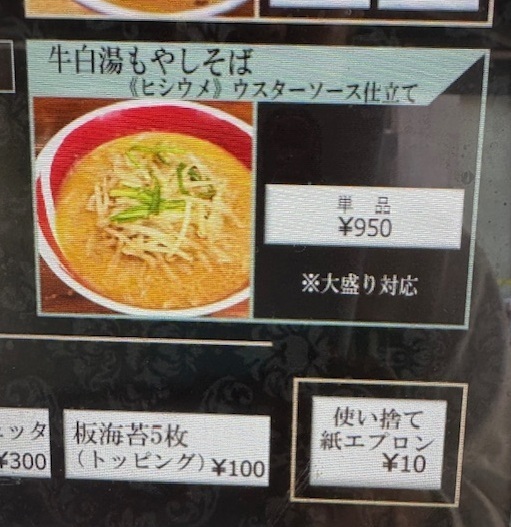 牛白湯もやしそば
《ヒシウメ》ウスターソース仕立て
単品
¥950
※大盛り対応
ッタ
¥300
板海苔5枚
(トッピング) ¥100
使い捨て
紙エプロン
¥10